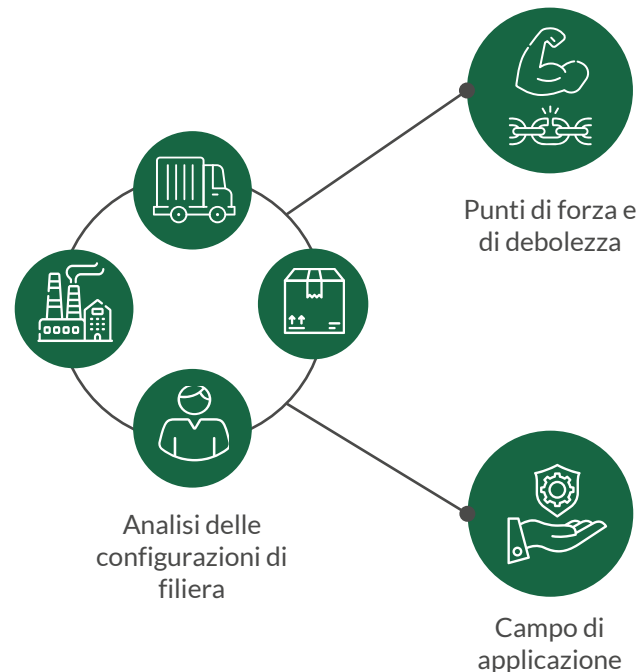 Punti di forza e
di debolezza
Analisi delle
configurazioni di
filiera
Campo di
applicazione